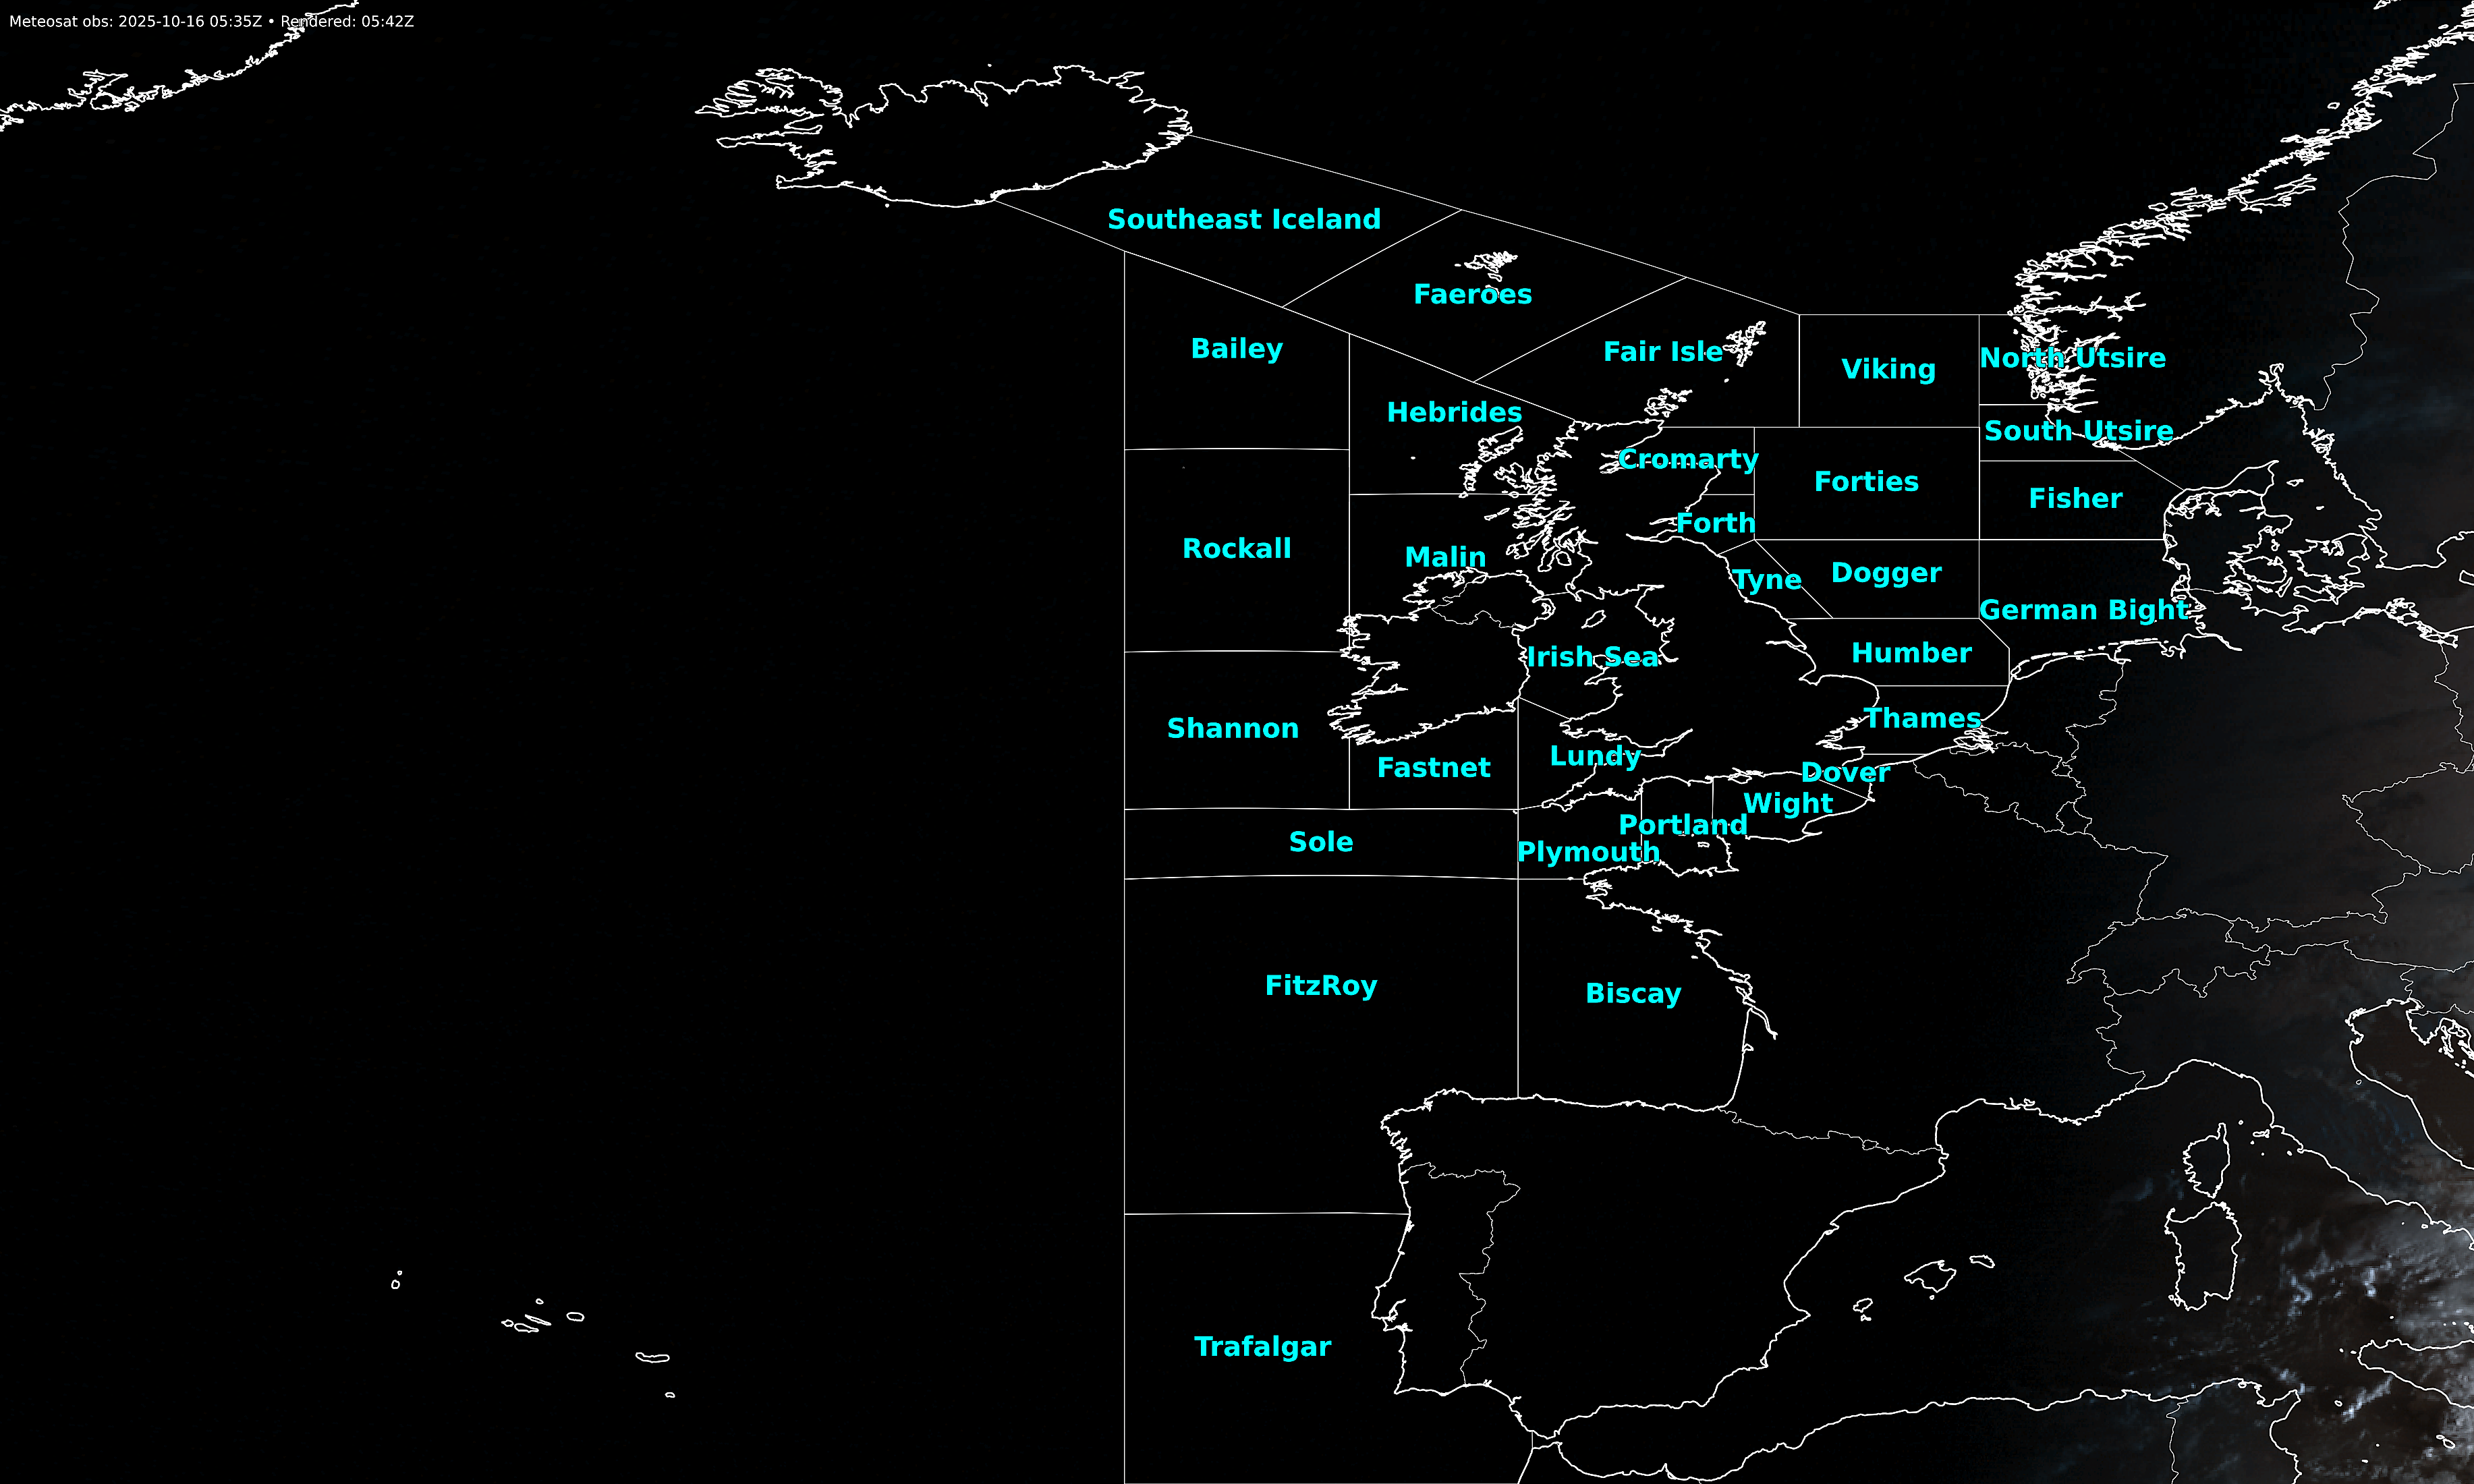 Meteosat obs: 2025-10-16 05:35Z • Rendered: 05:42Z
Southeast Iceland
Faeroes
Bailey
Fair Isle
Viking
North Utsire
Hebrides
South Utsire
Cromarty
Forties
Fisher
Forth
Rockall
Malin
Tyne
Dogger
German Bight
Irish Sea
Humber
Shannon
Thames
Fastnet
Lundy
Dover
Wight
Portland
Sole
Plymouth
FitzRoy
Biscay
Trafalgar